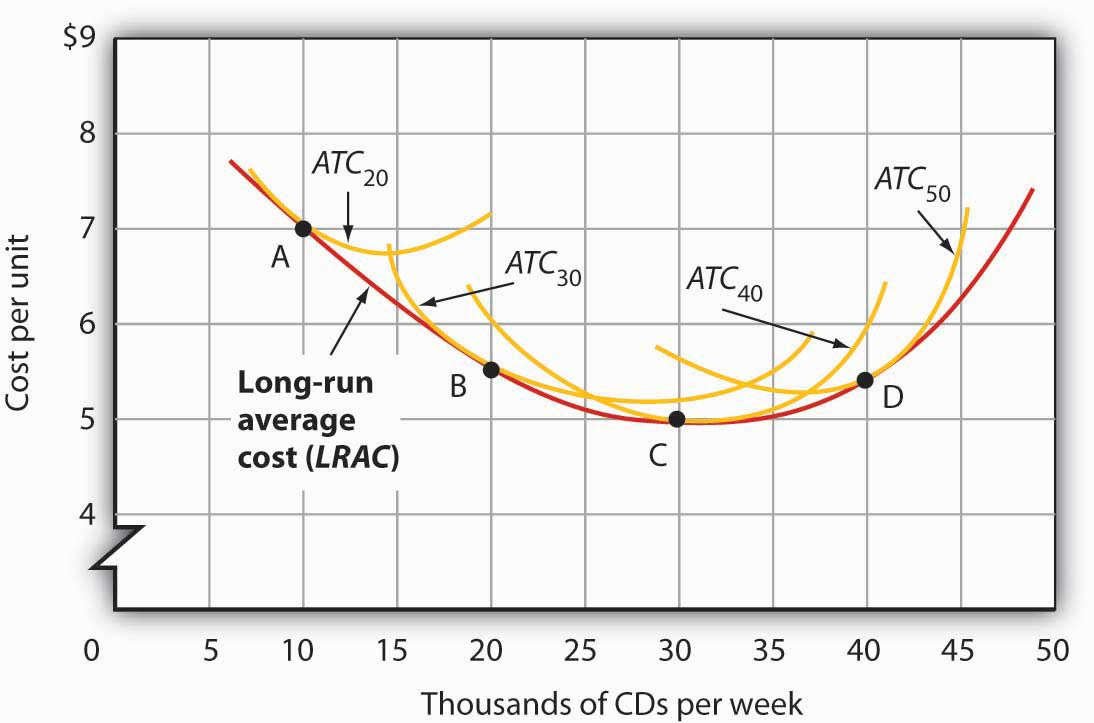 $9
8
7
6
5
4
Cost per unit
ATC20
ATC30
ATC40
ATC50
A
B
C
D
Long-run
average
cost (LRAC)
0 5 10 15 20 25 30 35 40 45 50
Thousands of CDs per week